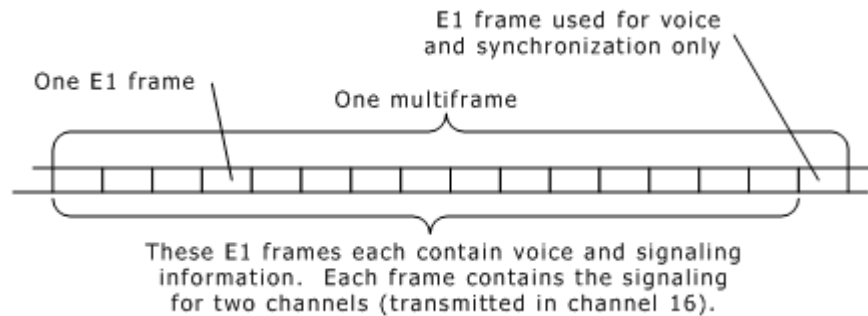 E1 frame used for voice
and synchronization only
One E1 frame
One multiframe
These E1 frames each contain voice and signaling
information. Each frame contains the signaling
for two channels (transmitted in channel 16).